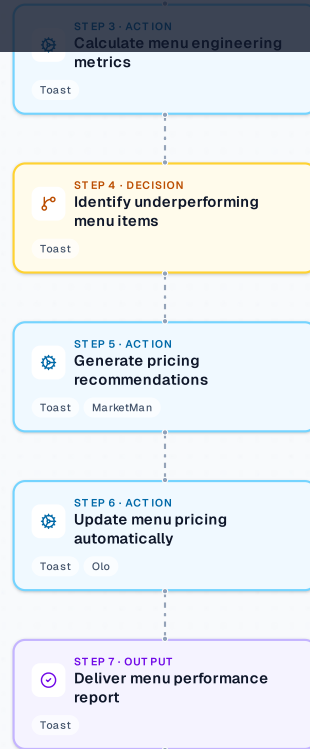 STEP 3 · ACTION
Calculate menu engineering
metrics
Toast
STEP 4 · DECISION
Identify underperforming
menu items
Toast
STEP 5 · ACTION
Generate pricing
recommendations
Toast MarketMan
STEP 6 · ACTION
Update menu pricing
automatically
Toast Olo
STEP 7 · OUTPUT
Deliver menu performance
report
Toast